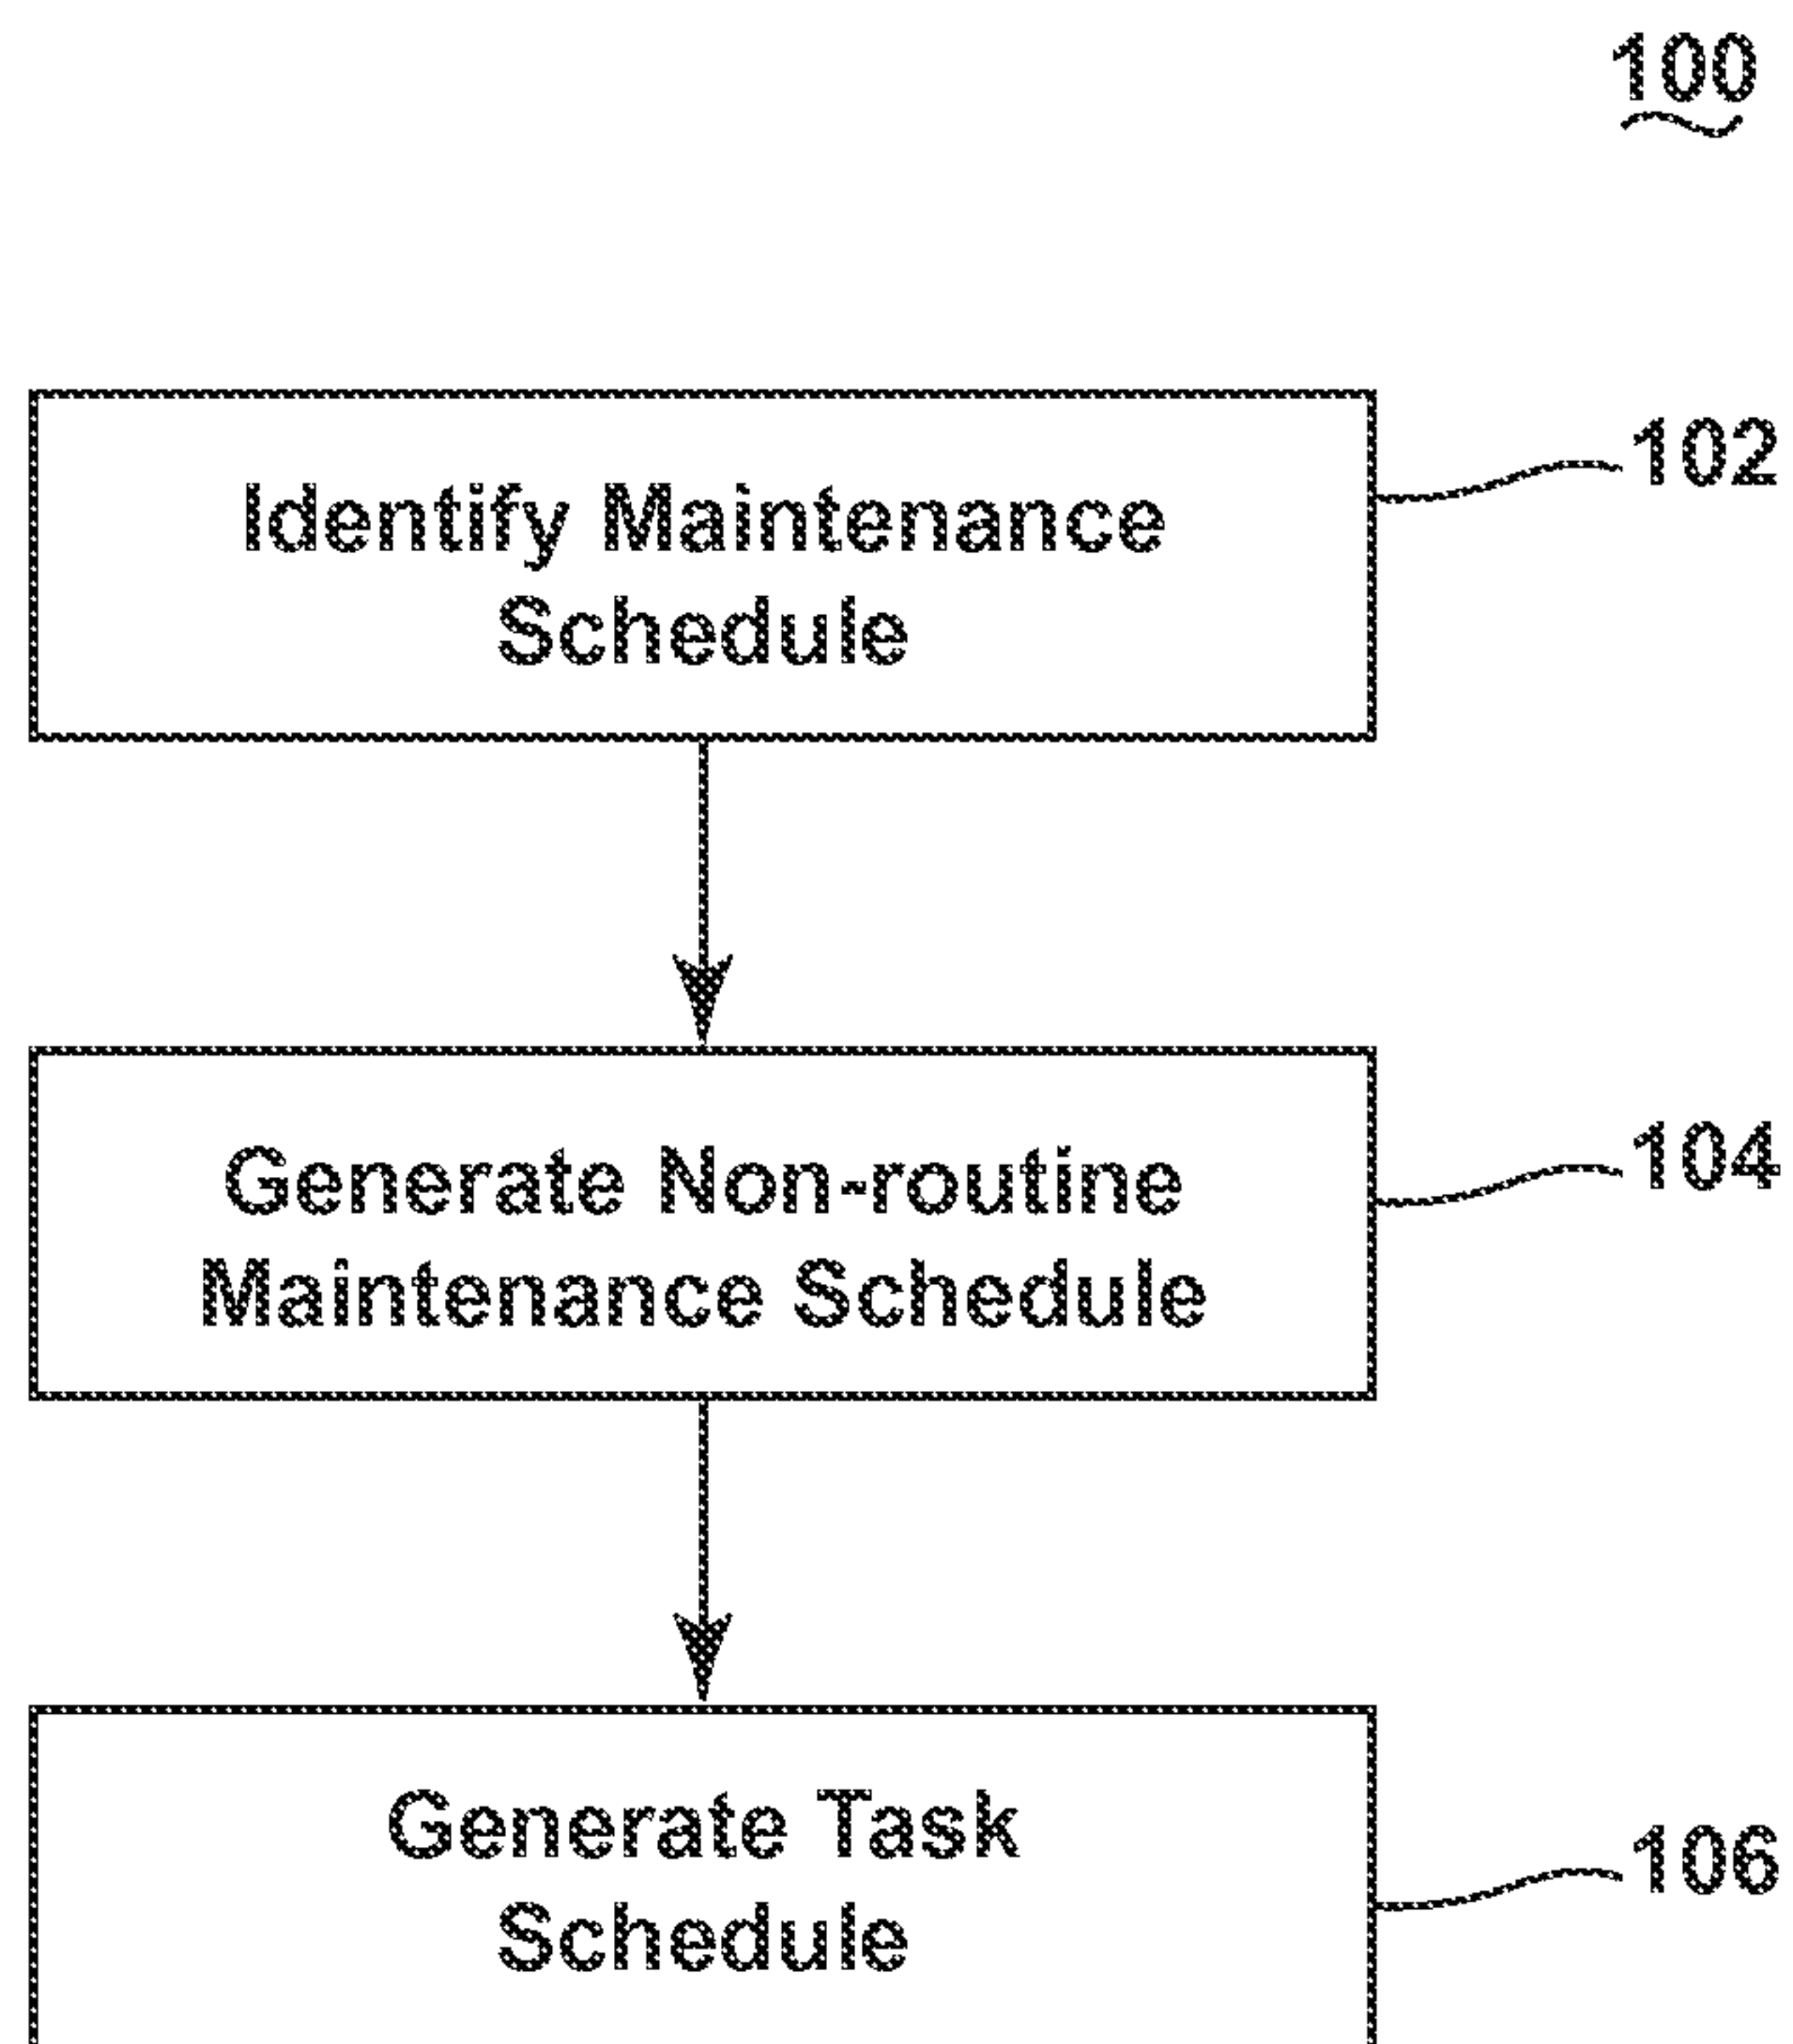 100
Identify Maintenance
Schedule
102
Generate Non-routine
Maintenance Schedule
104
Generate Task
Schedule
106